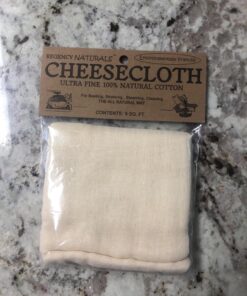 REGENCY NATURALS™
CHEESECLOTH
ULTRA FINE 100% NATURAL COTTON
For Basting, Straining, Steaming, Cleaning
THE ALL NATURAL WAY
CONTENTS: 9 SQ. FT.